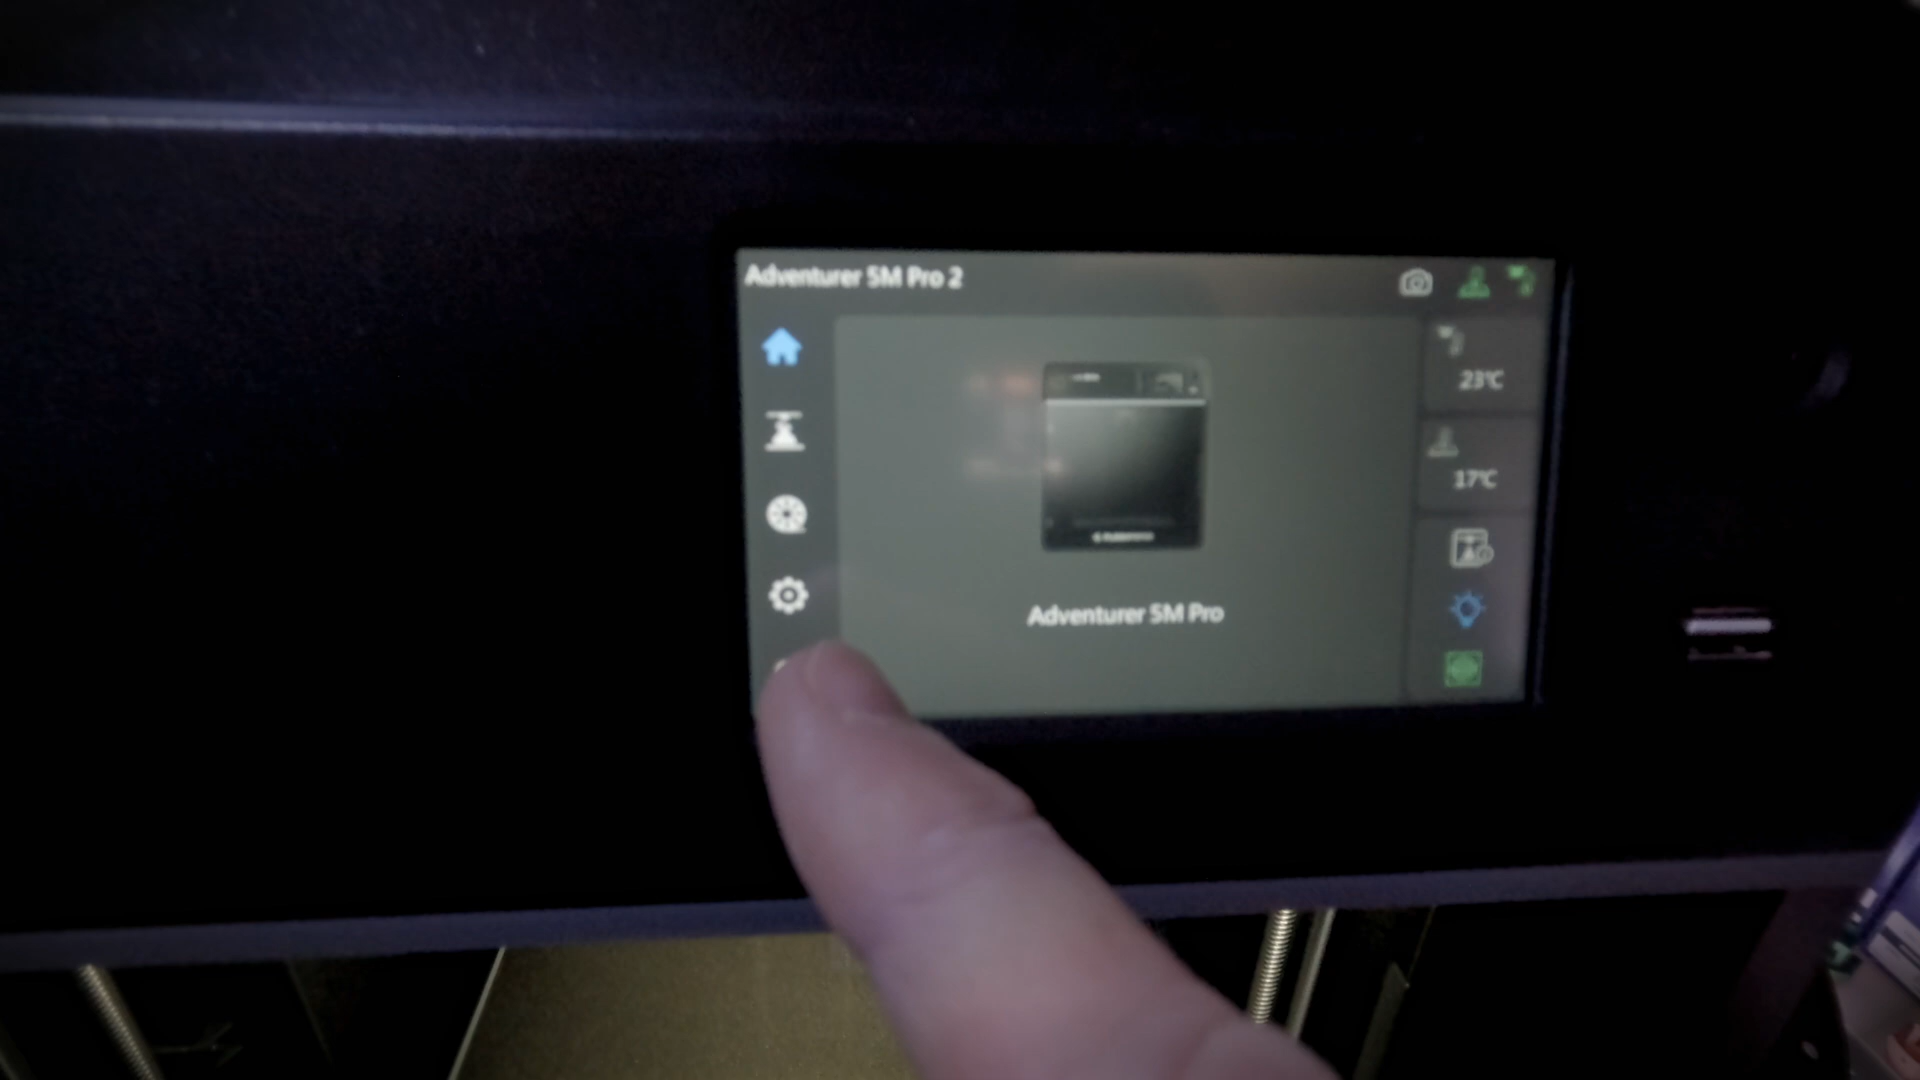 Adventurer 5M Pro 2
23℃
17℃
Adventurer 5M Pro